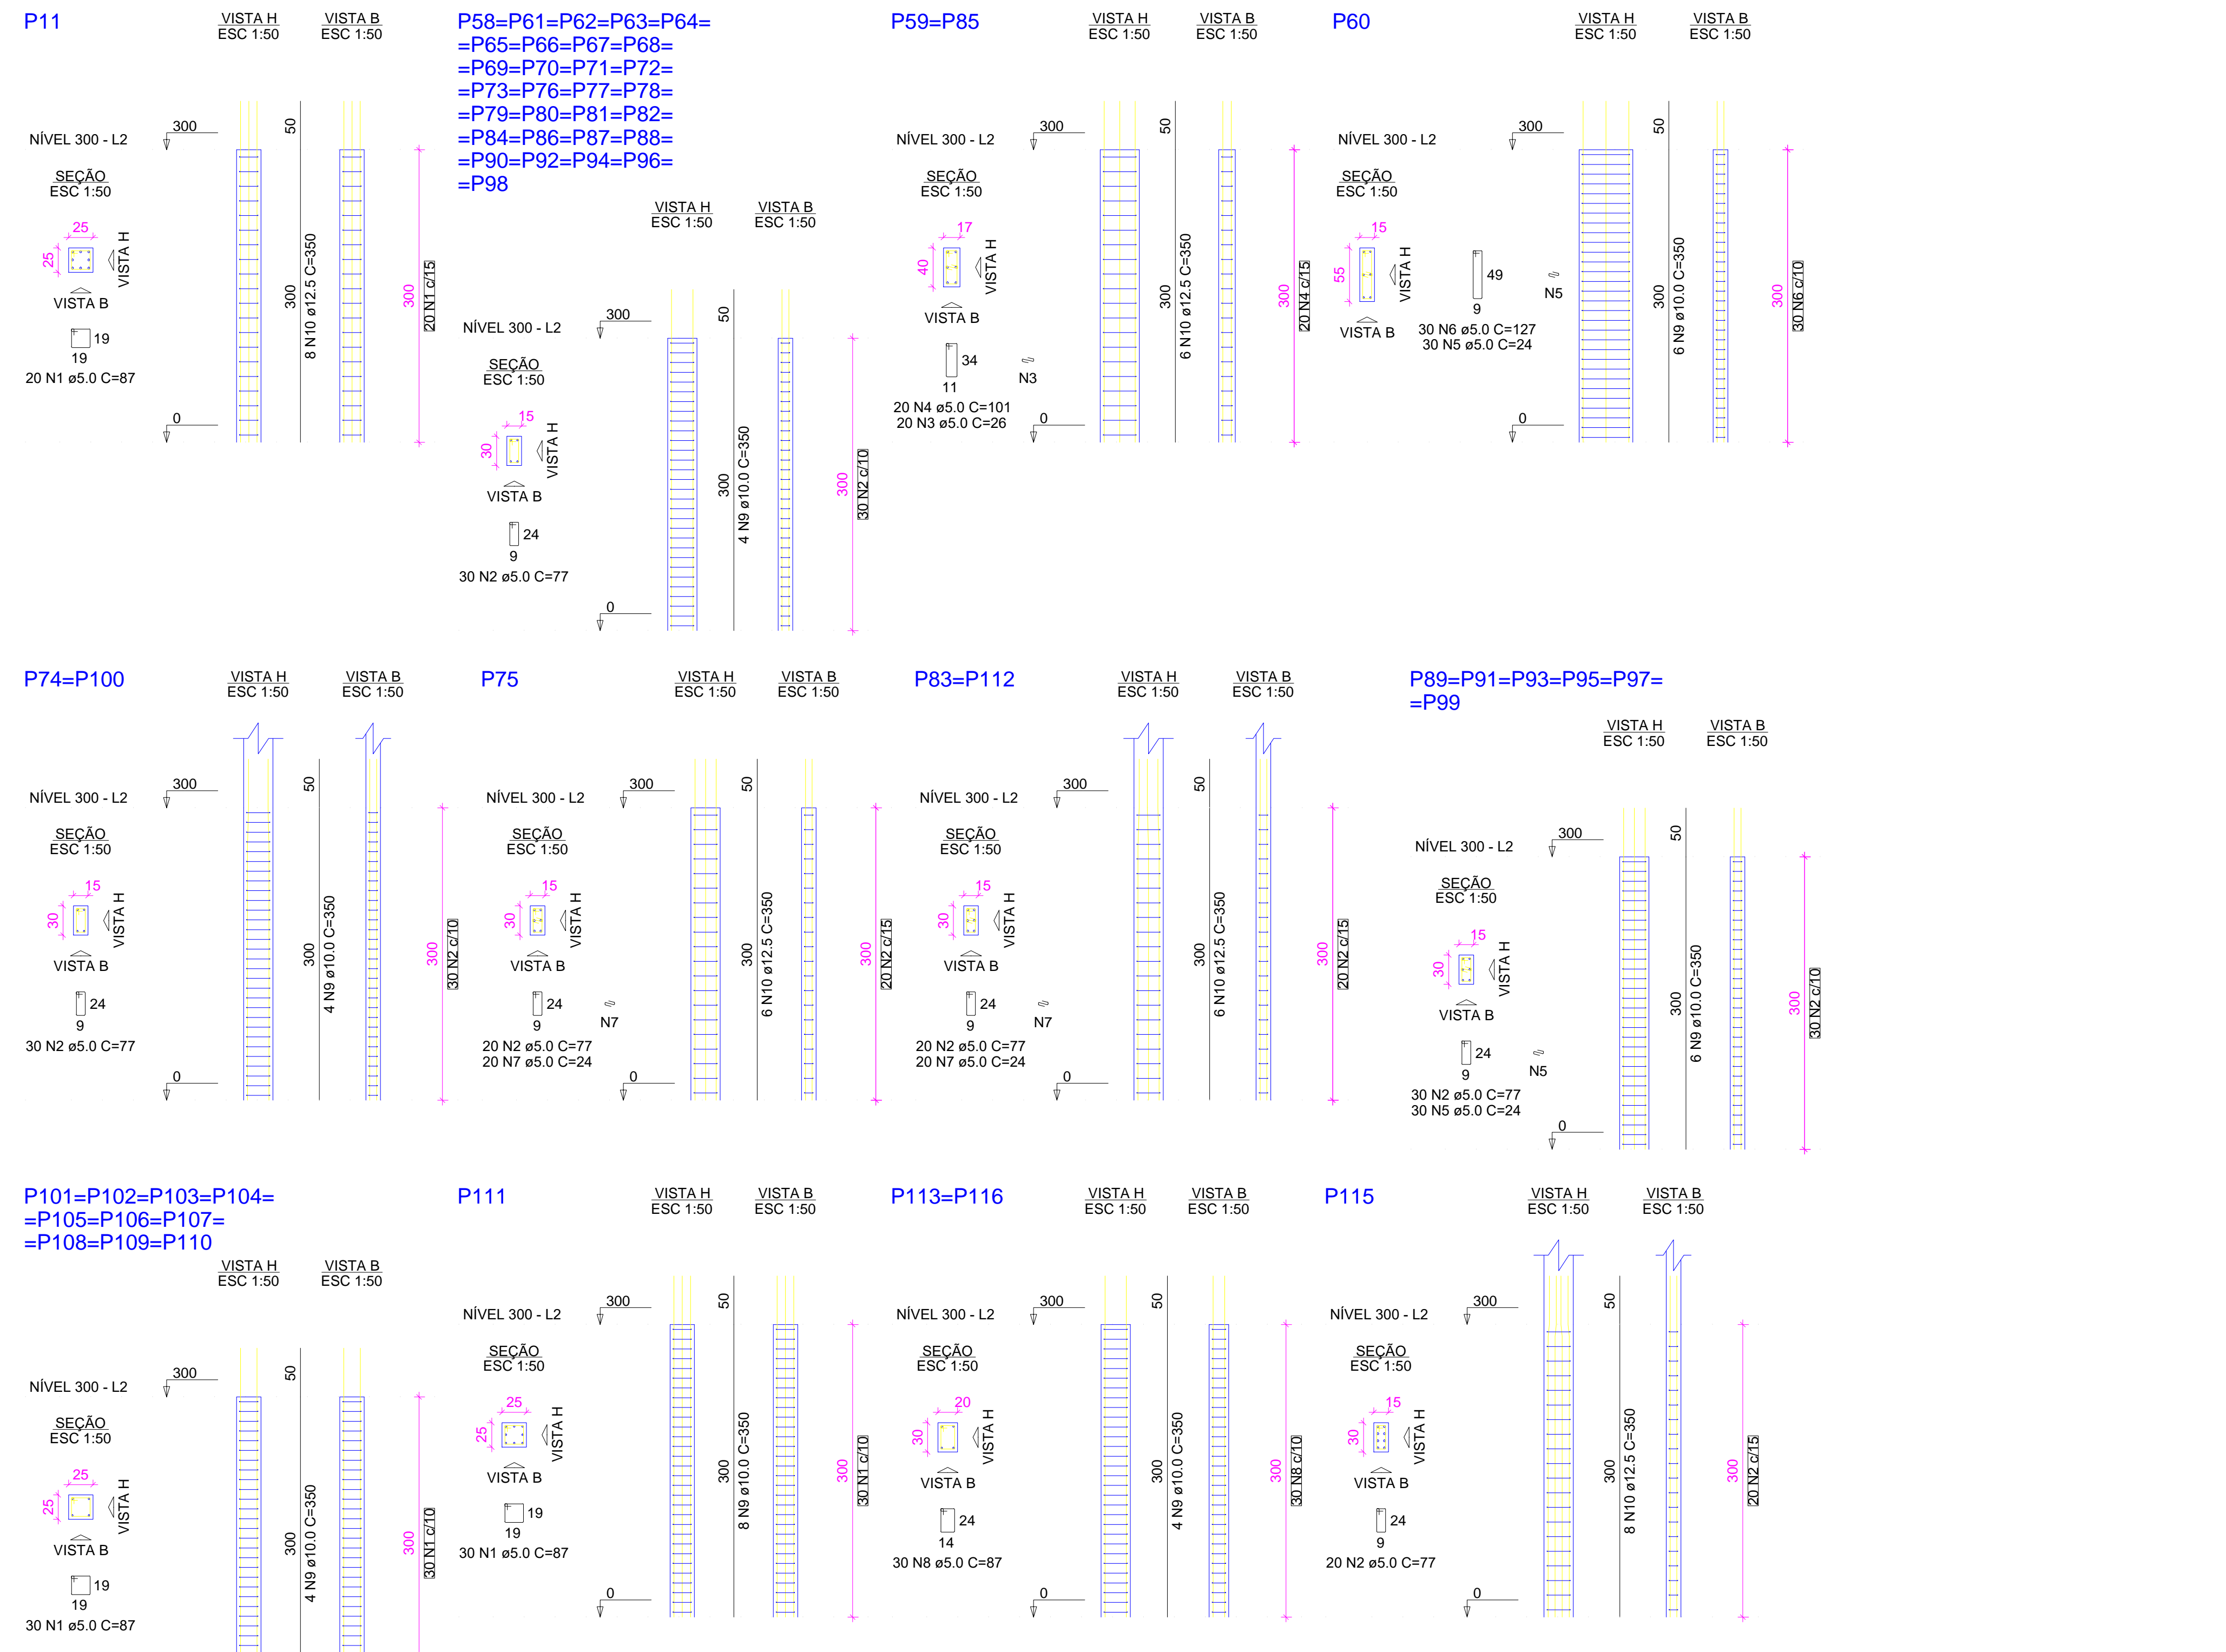 P11
VISTA H
ESC 1:50
VISTA B
ESC 1:50
NÍVEL 300 - L2
300
50
SEÇÃO
ESC 1:50
25
25
VISTA H
VISTA B
19
19
20 N1 ø5.0 C=87
0
300
8 N10 ø12.5 C=350
300
20 N1 c/15
P58=P61=P62=P63=P64=
=P65=P66=P67=P68=
=P69=P70=P71=P72=
=P73=P76=P77=P78=
=P79=P80=P81=P82=
=P84=P86=P87=P88=
=P90=P92=P94=P96=
=P98
VISTA H
ESC 1:50
VISTA B
ESC 1:50
NÍVEL 300 - L2
300
50
SEÇÃO
ESC 1:50
15
30
VISTA H
VISTA B
24
9
30 N2 ø5.0 C=77
0
300
4 N9 ø10.0 C=350
300
30 N2 c/10
P59=P85
VISTA H
ESC 1:50
VISTA B
ESC 1:50
NÍVEL 300 - L2
300
50
SEÇÃO
ESC 1:50
17
40
VISTA H
VISTA B
34
11
N3
20 N4 ø5.0 C=101
20 N3 ø5.0 C=26
0
300
6 N10 ø12.5 C=350
300
20 N4 c/15
P60
VISTA H
ESC 1:50
VISTA B
ESC 1:50
NÍVEL 300 - L2
300
50
SEÇÃO
ESC 1:50
15
55
VISTA H
VISTA B
49
9
N5
30 N6 ø5.0 C=127
30 N5 ø5.0 C=24
0
300
6 N9 ø10.0 C=350
300
30 N6 c/10
P74=P100
VISTA H
ESC 1:50
VISTA B
ESC 1:50
NÍVEL 300 - L2
300
50
SEÇÃO
ESC 1:50
15
30
VISTA H
VISTA B
24
9
30 N2 ø5.0 C=77
0
300
4 N9 ø10.0 C=350
300
30 N2 c/10
P75
VISTA H
ESC 1:50
VISTA B
ESC 1:50
NÍVEL 300 - L2
300
50
SEÇÃO
ESC 1:50
15
30
VISTA H
VISTA B
24
9
N7
20 N2 ø5.0 C=77
20 N7 ø5.0 C=24
0
300
6 N10 ø12.5 C=350
300
20 N2 c/15
P83=P112
VISTA H
ESC 1:50
VISTA B
ESC 1:50
NÍVEL 300 - L2
300
50
SEÇÃO
ESC 1:50
15
30
VISTA H
VISTA B
24
9
N7
20 N2 ø5.0 C=77
20 N7 ø5.0 C=24
0
300
6 N10 ø12.5 C=350
300
20 N2 c/15
P89=P91=P93=P95=P97=
=P99
VISTA H
ESC 1:50
VISTA B
ESC 1:50
NÍVEL 300 - L2
300
50
SEÇÃO
ESC 1:50
15
30
VISTA H
VISTA B
24
9
N5
30 N2 ø5.0 C=77
30 N5 ø5.0 C=24
0
300
6 N9 ø10.0 C=350
300
30 N2 c/10
P101=P102=P103=P104=
=P105=P106=P107=
=P108=P109=P110
VISTA H
ESC 1:50
VISTA B
ESC 1:50
NÍVEL 300 - L2
300
50
SEÇÃO
ESC 1:50
25
25
VISTA H
VISTA B
19
19
30 N1 ø5.0 C=87
300
4 N9 ø10.0 C=350
300
30 N1 c/10
P111
VISTA H
ESC 1:50
VISTA B
ESC 1:50
NÍVEL 300 - L2
300
50
SEÇÃO
ESC 1:50
25
25
VISTA H
VISTA B
19
19
30 N1 ø5.0 C=87
0
300
8 N9 ø10.0 C=350
300
30 N1 c/10
P113=P116
VISTA H
ESC 1:50
VISTA B
ESC 1:50
NÍVEL 300 - L2
300
50
SEÇÃO
ESC 1:50
20
30
VISTA H
VISTA B
24
14
30 N8 ø5.0 C=87
0
300
4 N9 ø10.0 C=350
300
30 N8 c/10
P115
VISTA H
ESC 1:50
VISTA B
ESC 1:50
NÍVEL 300 - L2
300
50
SEÇÃO
ESC 1:50
15
30
VISTA H
VISTA B
24
9
20 N2 ø5.0 C=77
0
300
8 N10 ø12.5 C=350
300
20 N2 c/15